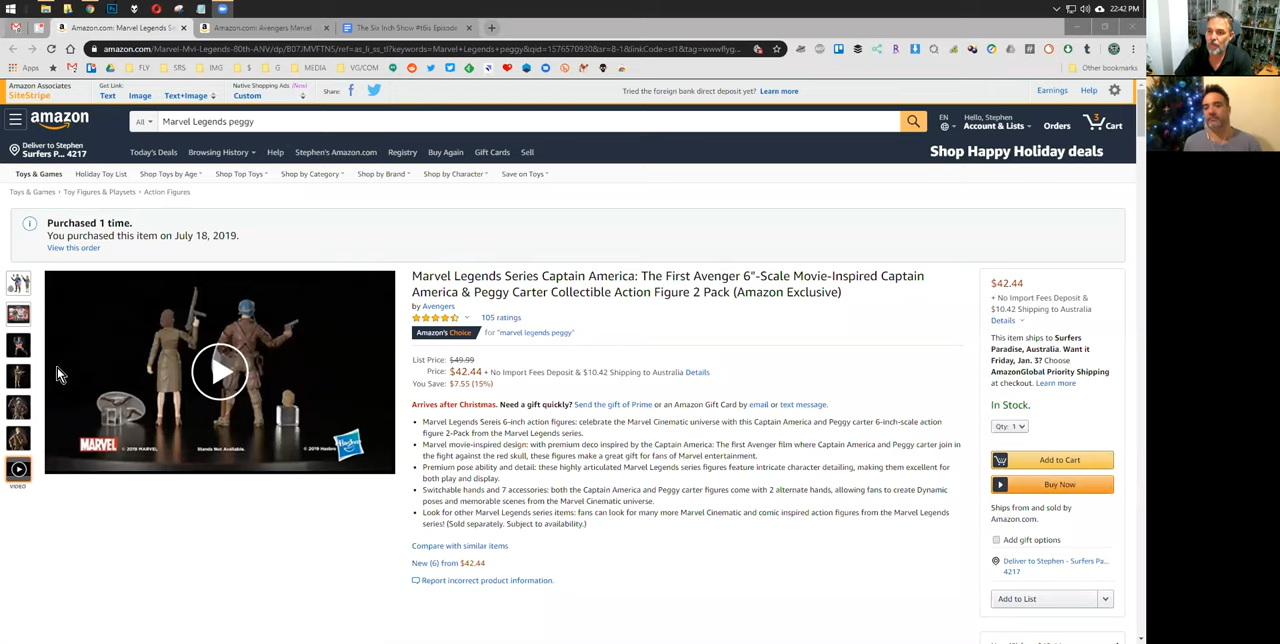 22:42 PM
Amazon.com: Marvel Legends Se
Amazon.com: Avengers Marvel
The Six Inch Show #t6is Episode
amazon.com/Marvel-Mvl-Legends-80th-ANV/dp/B07JMVFTN5/ref=as_li_ss_tl?keywords=Marvel+Legends+peggy&qid=1576570930&sr=8-1&linkCode=sl1&tag=wwwflyg...
Apps
FLY
SRS
IMG
$
G
MEDIA
VG/COM
Other bookmarks
Amazon Associates
SiteStripe
Get Link:
Text
Image
Text+Image
Native Shopping Ads (New)
Custom
Share:
Tried the foreign bank direct deposit yet? Learn more
Earnings
Help
amazon
All
Marvel Legends peggy
EN
Hello, Stephen
Account & Lists
Orders
3
Cart
Deliver to Stephen
Surfers P... 4217
Today's Deals
Browsing History
Help
Stephen's Amazon.com
Registry
Buy Again
Gift Cards
Sell
Shop Happy Holiday deals
Toys & Games
Holiday Toy List
Shop Toys by Age
Shop Top Toys
Shop by Category
Shop by Brand
Shop by Character
Save on Toys
Toys & Games › Toy Figures & Playsets › Action Figures
Purchased 1 time.
You purchased this item on July 18, 2019.
View this order
VIDEO
MARVEL
© 2019 MARVEL
Stands Not Available.
© 2019 Hasbro
Hasbro
Marvel Legends Series Captain America: The First Avenger 6"-Scale Movie-Inspired Captain
America & Peggy Carter Collectible Action Figure 2 Pack (Amazon Exclusive)
by Avengers
105 ratings
Amazon's Choice for "marvel legends peggy"
List Price: $49.99
Price: $42.44 + No Import Fees Deposit & $10.42 Shipping to Australia Details
You Save: $7.55 (15%)
Arrives after Christmas. Need a gift quickly? Send the gift of Prime or an Amazon Gift Card by email or text message.
Marvel Legends Sereis 6-inch action figures: celebrate the Marvel Cinematic universe with this Captain America and Peggy carter 6-inch-scale action
figure 2-Pack from the Marvel Legends series.
Marvel movie-inspired design: with premium deco inspired by the Captain America: The first Avenger film where Captain America and Peggy carter join in
the fight against the red skull, these figures make a great gift for fans of Marvel entertainment.
Premium pose ability and detail: these highly articulated Marvel Legends series figures feature intricate character detailing, making them excellent for
both play and display.
Switchable hands and 7 accessories: both the Captain America and Peggy carter figures come with 2 alternate hands, allowing fans to create Dynamic
poses and memorable scenes from the Marvel Cinematic universe.
Look for other Marvel Legends series items: fans can look for many more Marvel Cinematic and comic inspired action figures from the Marvel Legends
series! (Sold separately. Subject to availability.)
Compare with similar items
New (6) from $42.44
Report incorrect product information.
$42.44
+ No Import Fees Deposit &
$10.42 Shipping to Australia
Details
This item ships to Surfers
Paradise, Australia. Want it
Friday, Jan. 3? Choose
AmazonGlobal Priority Shipping
at checkout. Learn more
In Stock.
Qty: 1
Add to Cart
Buy Now
Ships from and sold by
Amazon.com.
Add gift options
Deliver to Stephen - Surfers Pa...
4217
Add to List